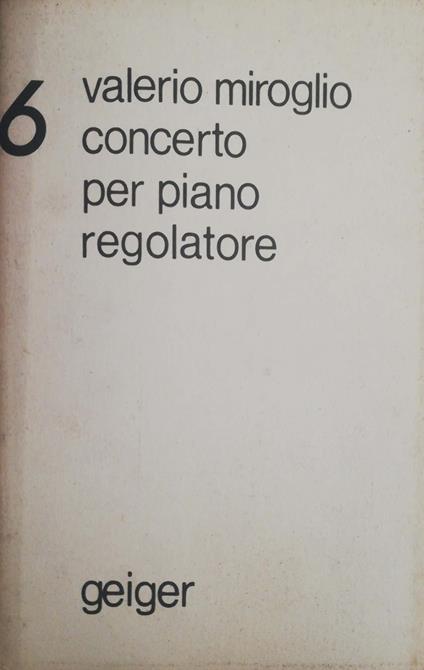 6
valerio miroglio
concerto
per piano
regolatore
geiger